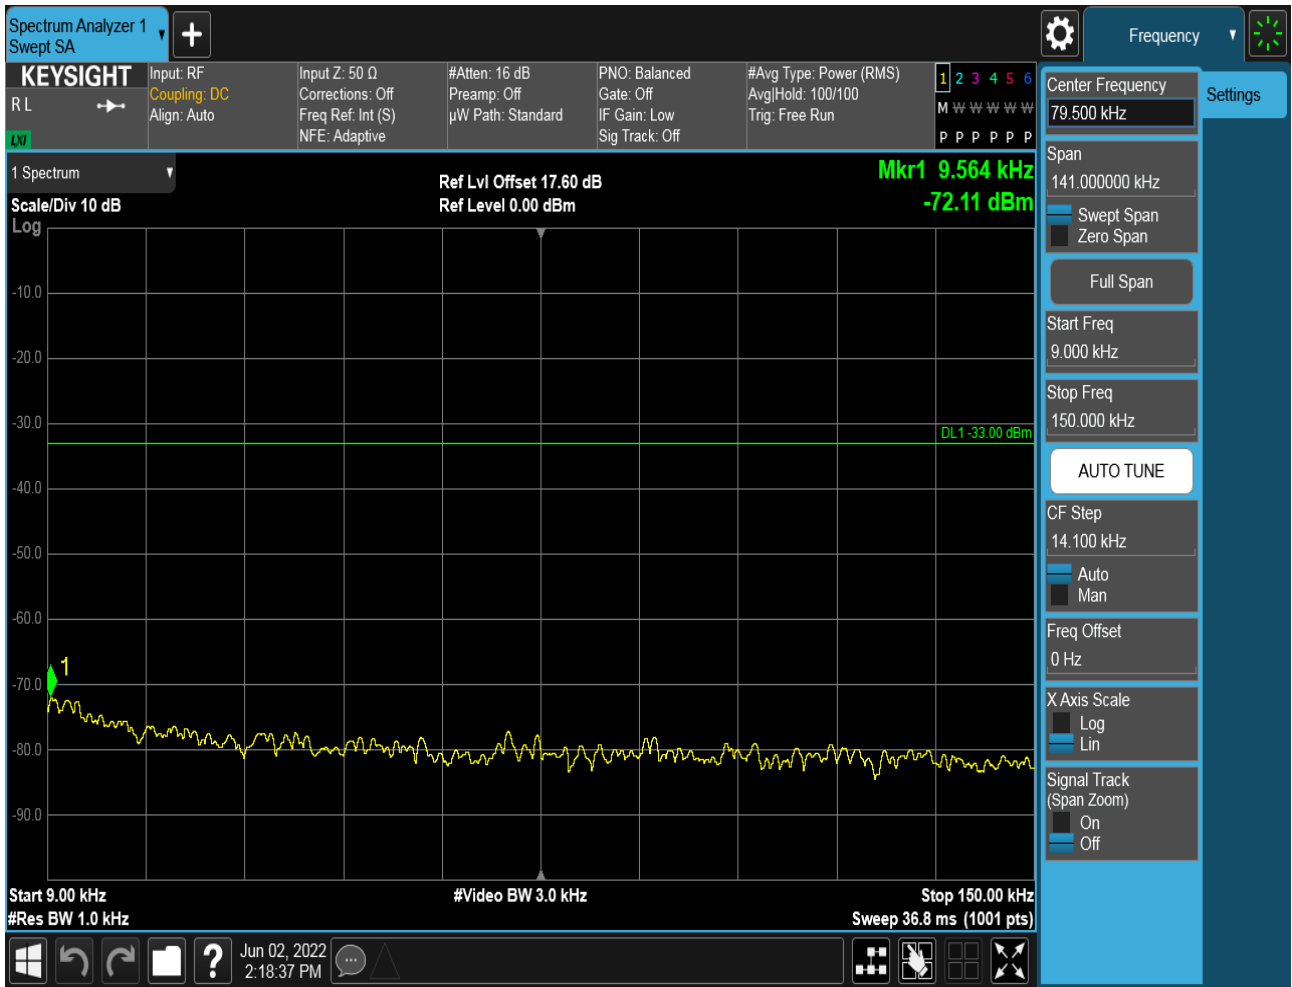 Spectrum Analyzer 1
Swept SA
Frequency
KEYSIGHT
R L
LXI
Input: RF
Coupling: DC
Align: Auto
Input Z: 50 Ω
Corrections: Off
Freq Ref: Int (S)
NFE: Adaptive
#Atten: 16 dB
Preamp: Off
µW Path: Standard
PNO: Balanced
Gate: Off
IF Gain: Low
Sig Track: Off
#Avg Type: Power (RMS)
Avg|Hold: 100/100
Trig: Free Run
1 2 3 4 5 6
M W W W W W
P P P P P P
1 Spectrum
Scale/Div 10 dB
Log
Ref Lvl Offset 17.60 dB
Ref Level 0.00 dBm
Mkr1 9.564 kHz
-72.11 dBm
-10.0
-20.0
-30.0
DL1 -33.00 dBm
-40.0
-50.0
-60.0
1
-70.0
-80.0
-90.0
Start 9.00 kHz
#Video BW 3.0 kHz
Stop 150.00 kHz
#Res BW 1.0 kHz
Sweep 36.8 ms (1001 pts)
?
Jun 02, 2022
2:18:37 PM
Center Frequency
79.500 kHz
Settings
Span
141.000000 kHz
Swept Span
Zero Span
Full Span
Start Freq
9.000 kHz
Stop Freq
150.000 kHz
AUTO TUNE
CF Step
14.100 kHz
Auto
Man
Freq Offset
0 Hz
X Axis Scale
Log
Lin
Signal Track
(Span Zoom)
On
Off